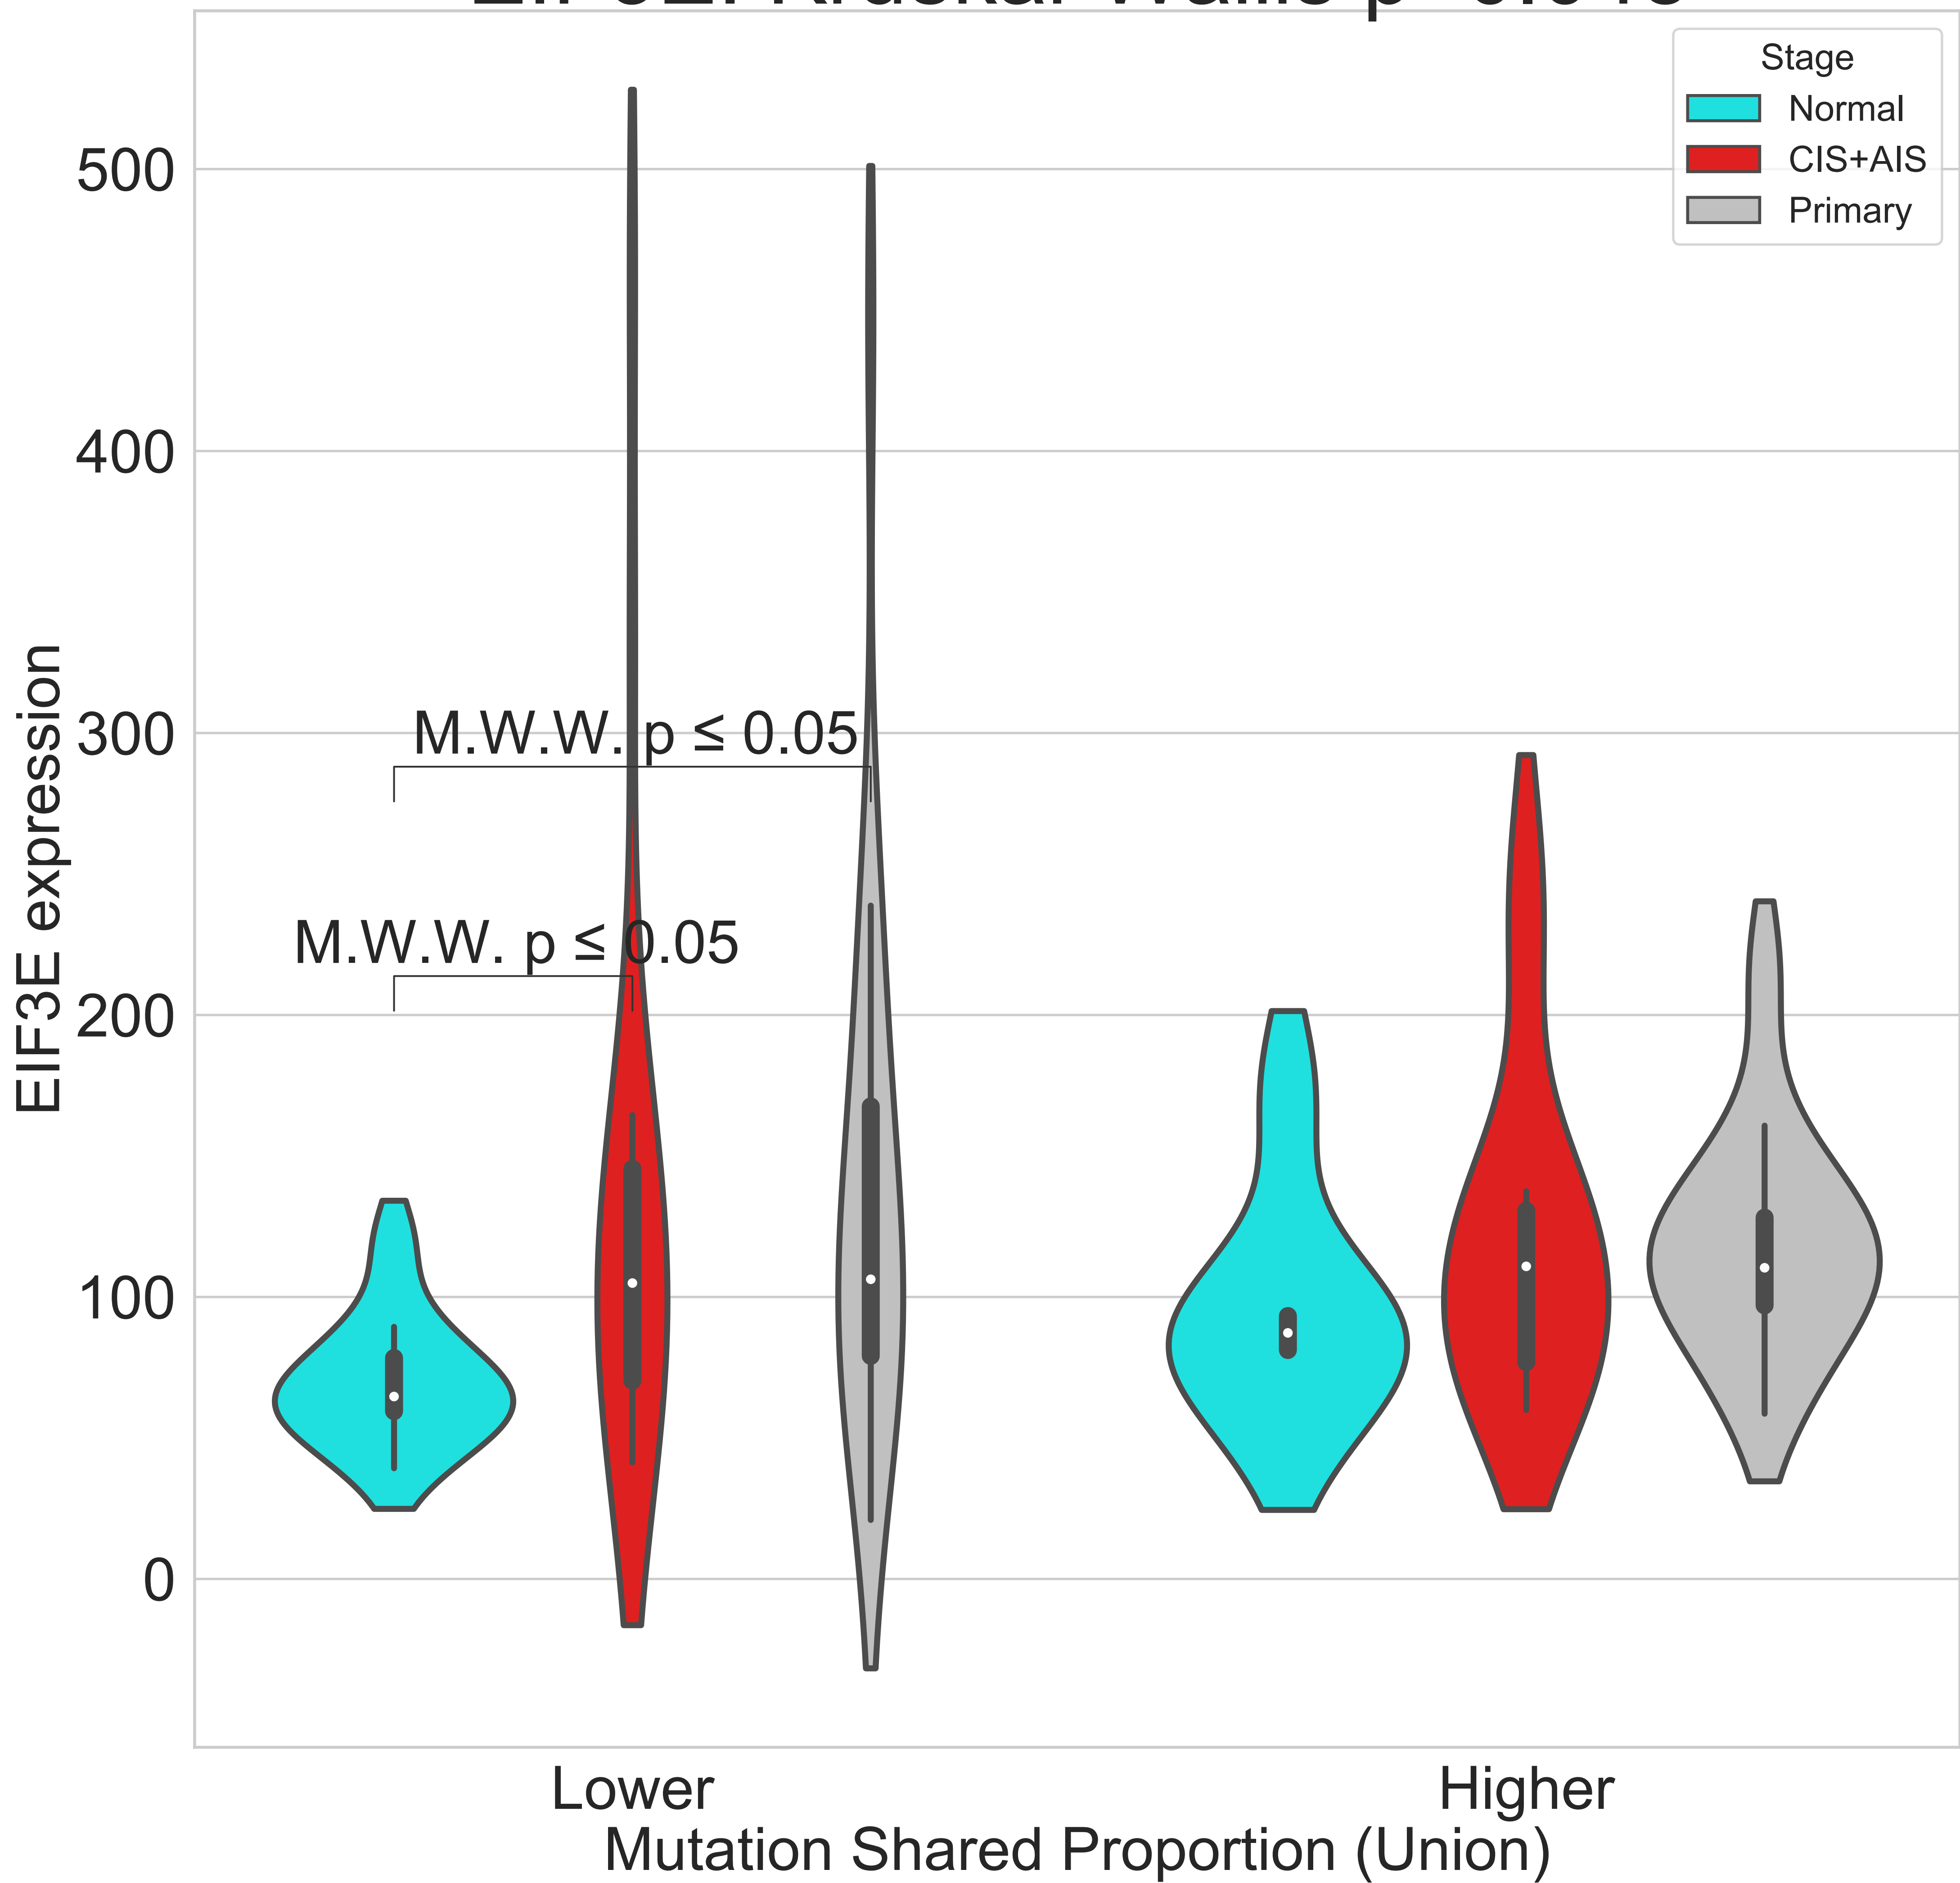 Stage
Normal
CIS+AIS
Primary
500
400
300
200
100
0
EIF3E expression
M.W.W. p ≤ 0.05
M.W.W. p ≤ 0.05
Lower
Higher
Mutation Shared Proportion (Union)